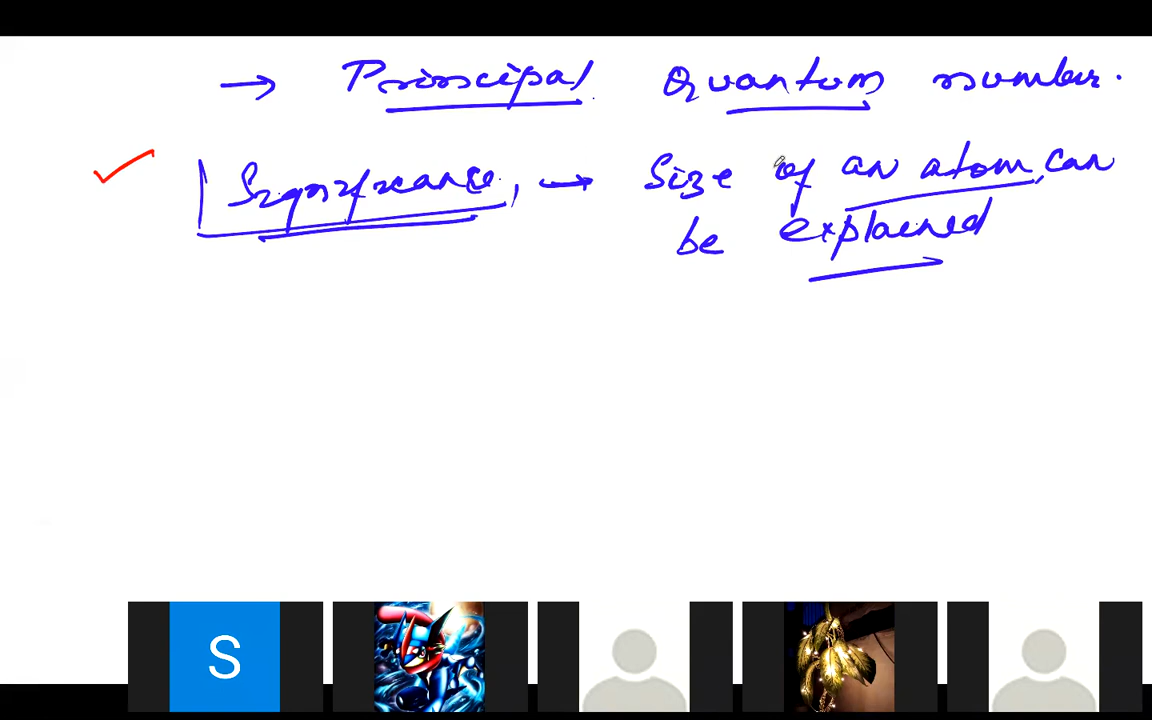 → Principal Quantum number.
Significance, → Size of an atom, can
be explained
S